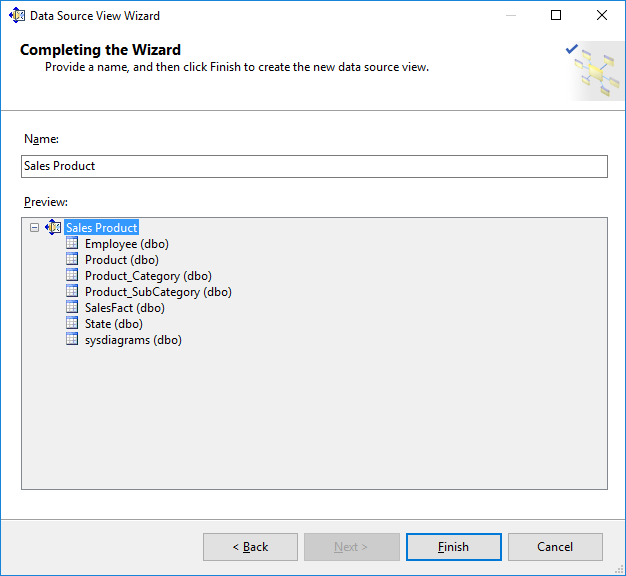 Data Source View Wizard
Completing the Wizard
Provide a name, and then click Finish to create the new data source view.
Name:
Sales Product
Preview:
Sales Product
Employee (dbo)
Product (dbo)
Product_Category (dbo)
Product_SubCategory (dbo)
SalesFact (dbo)
State (dbo)
sysdiagrams (dbo)
< Back
Next >
Finish
Cancel